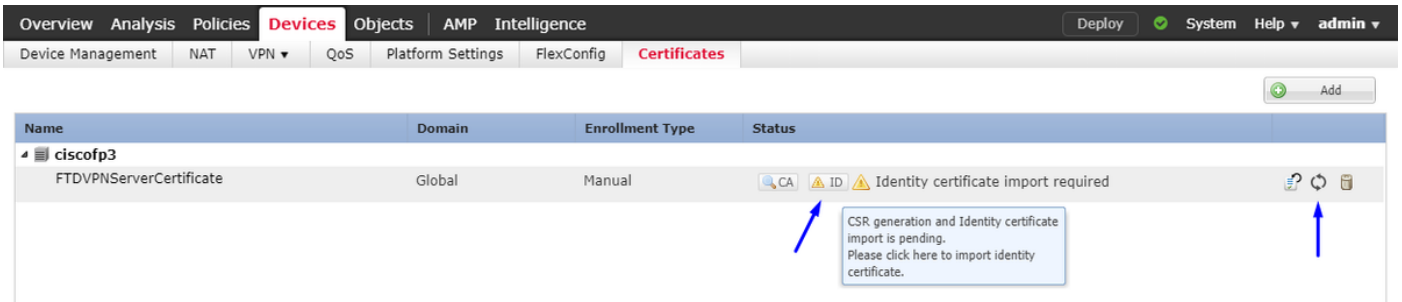 Overview Analysis Policies Devices Objects AMP Intelligence Deploy System Help ▾ admin ▾
Device Management NAT VPN ▾ QoS Platform Settings FlexConfig Certificates
Add
Name Domain Enrollment Type Status
ciscofp3
FTDVPNServerCertificate Global Manual CA ID Identity certificate import required
CSR generation and Identity certificate
import is pending.
Please click here to import identity
certificate.